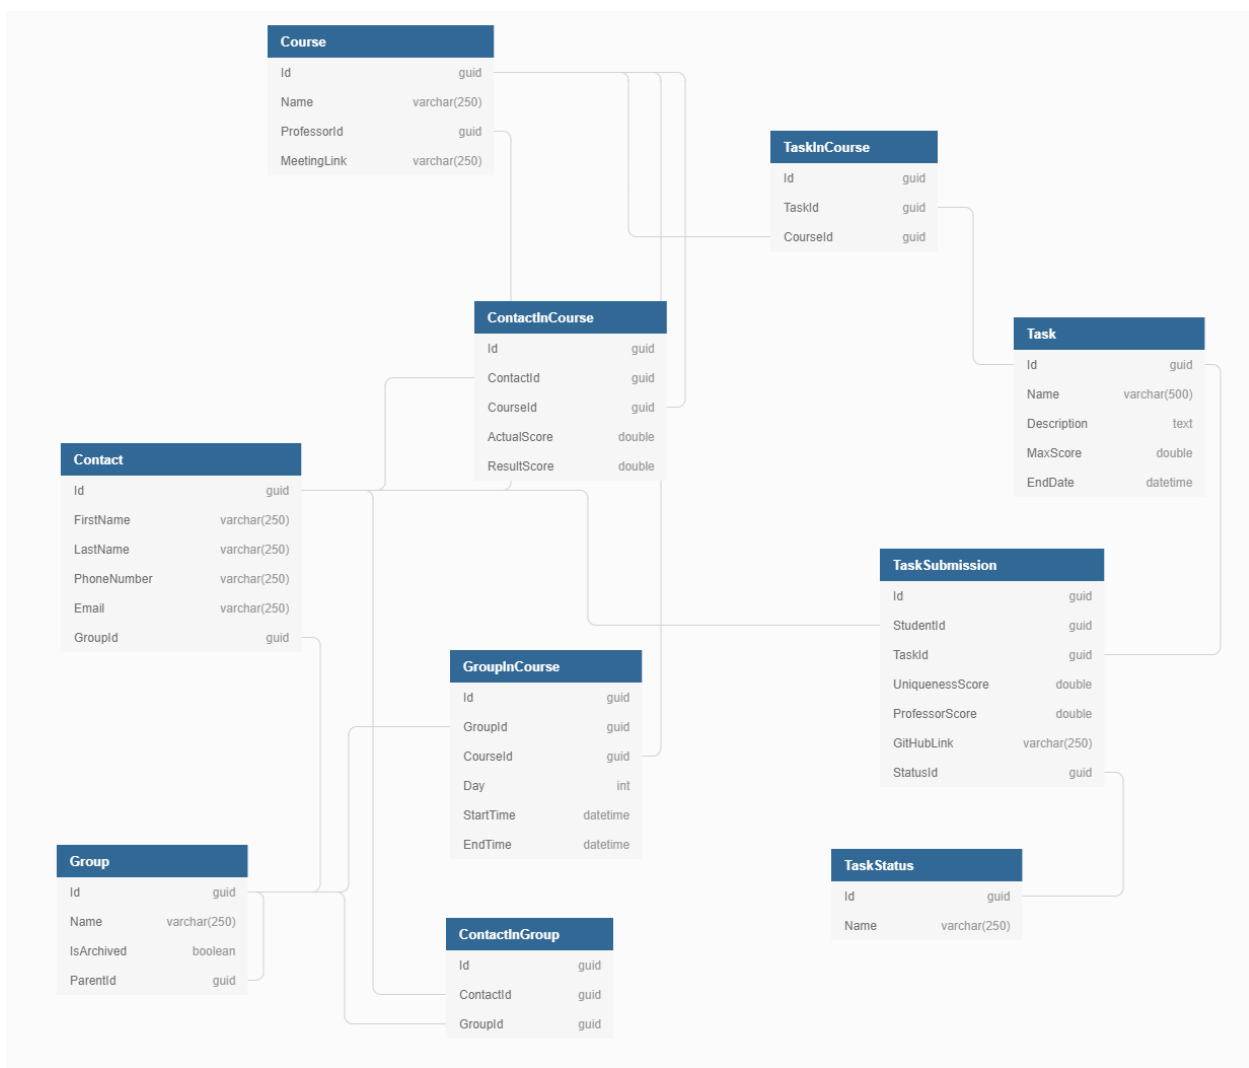 Course
Id guid
Name varchar(250)
ProfessorId guid
MeetingLink varchar(250)
TaskInCourse
Id guid
TaskId guid
CourseId guid
ContactInCourse
Id guid
ContactId guid
CourseId guid
ActualScore double
ResultScore double
Task
Id guid
Name varchar(500)
Description text
MaxScore double
EndDate datetime
Contact
Id guid
FirstName varchar(250)
LastName varchar(250)
PhoneNumber varchar(250)
Email varchar(250)
GroupId guid
TaskSubmission
Id guid
StudentId guid
TaskId guid
UniquenessScore double
ProfessorScore double
GitHubLink varchar(250)
StatusId guid
GroupInCourse
Id guid
GroupId guid
CourseId guid
Day int
StartTime datetime
EndTime datetime
Group
Id guid
Name varchar(250)
IsArchived boolean
ParentId guid
TaskStatus
Id guid
Name varchar(250)
ContactInGroup
Id guid
ContactId guid
GroupId guid